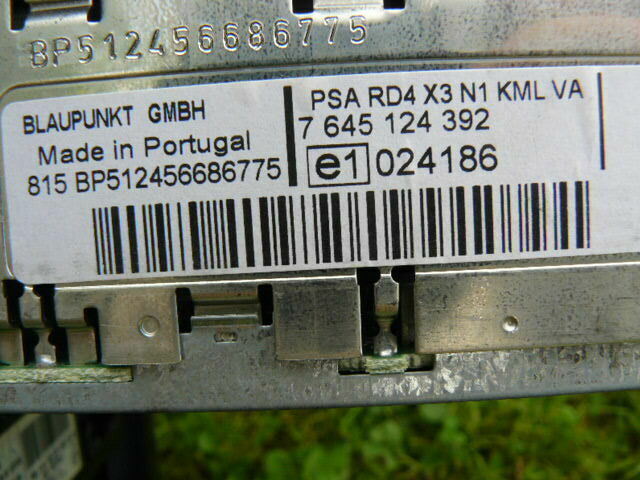 BP512456686775
BLAUPUNKT GMBH
Made in Portugal
815 BP512456686775
PSA RD4 X3 N1 KML VA
7 645 124 392
e1 024186